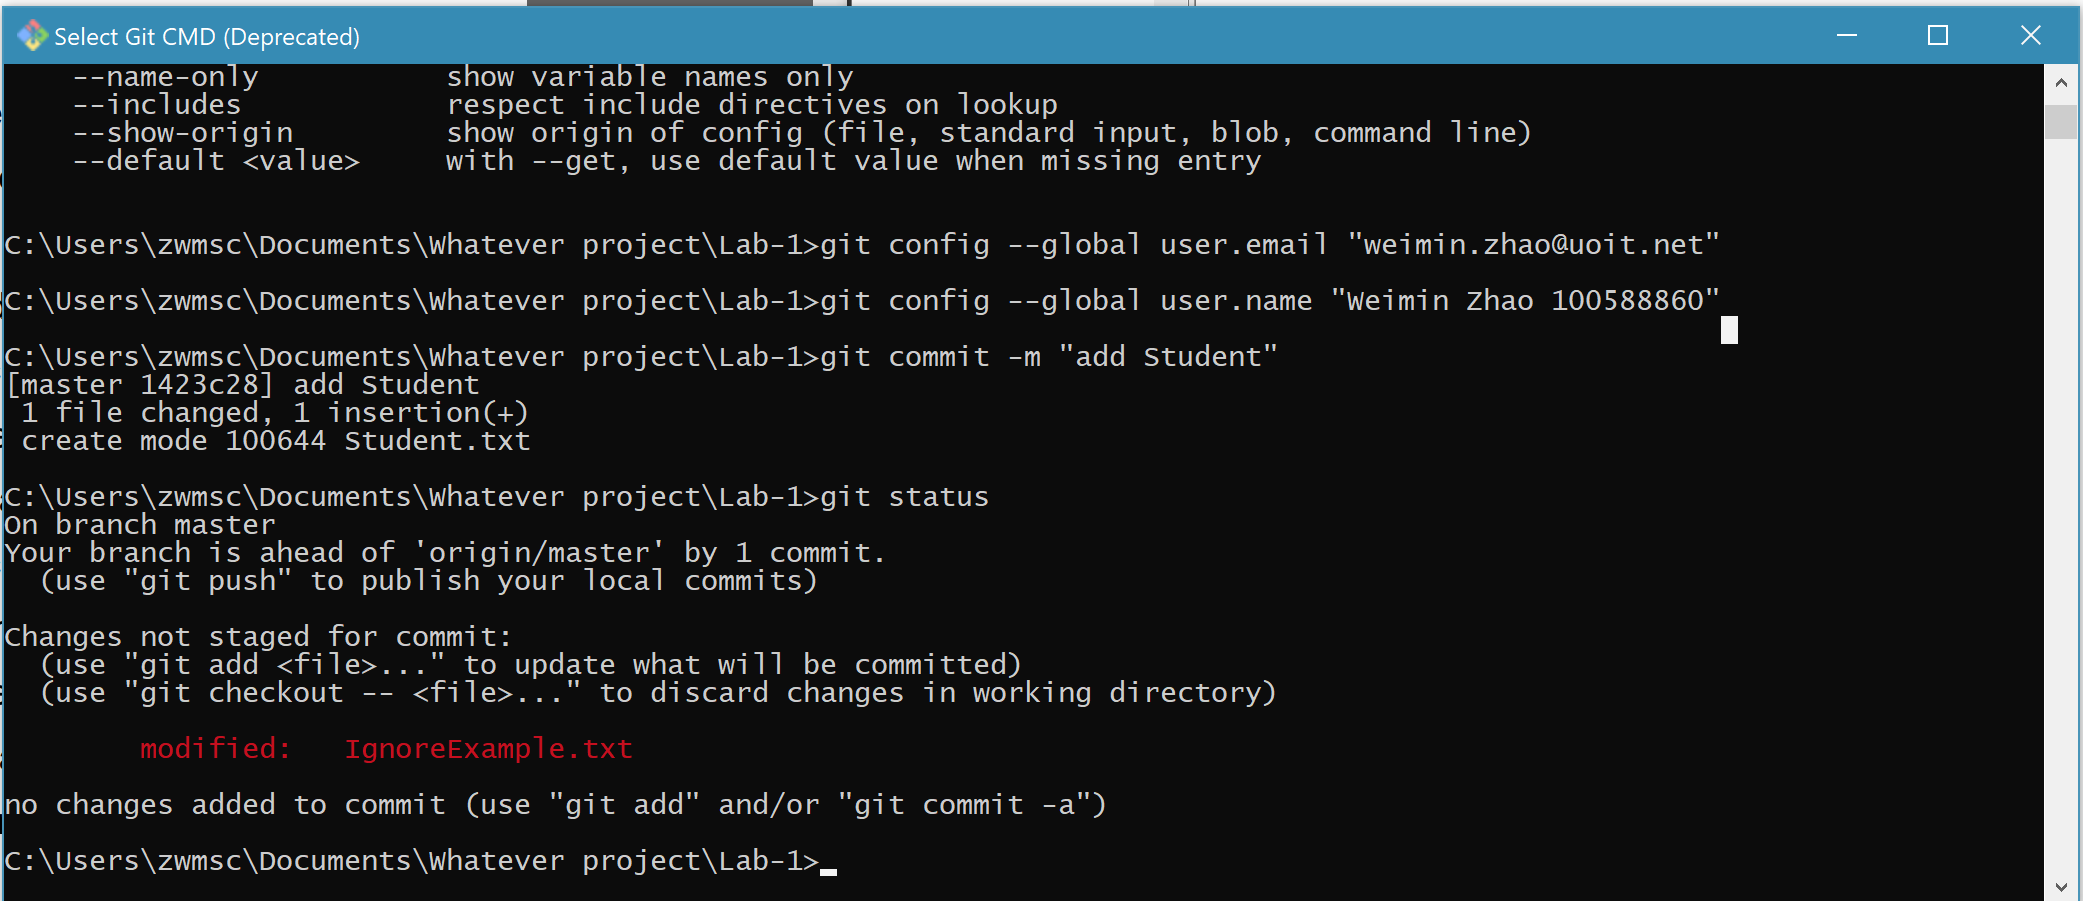 Select Git CMD (Deprecated)
--name-only show variable names only
--includes respect include directives on lookup
--show-origin show origin of config (file, standard input, blob, command line)
--default <value> with --get, use default value when missing entry
C:\Users\zwmsc\Documents\Whatever project\Lab-1>git config --global user.email "weimin.zhao@uoit.net"
C:\Users\zwmsc\Documents\Whatever project\Lab-1>git config --global user.name "Weimin Zhao 100588860"
C:\Users\zwmsc\Documents\Whatever project\Lab-1>git commit -m "add Student"
[master 1423c28] add Student
1 file changed, 1 insertion(+)
create mode 100644 Student.txt
C:\Users\zwmsc\Documents\Whatever project\Lab-1>git status
On branch master
Your branch is ahead of 'origin/master' by 1 commit.
(use "git push" to publish your local commits)
Changes not staged for commit:
(use "git add <file>..." to update what will be committed)
(use "git checkout -- <file>..." to discard changes in working directory)
modified: IgnoreExample.txt
no changes added to commit (use "git add" and/or "git commit -a")
C:\Users\zwmsc\Documents\Whatever project\Lab-1>